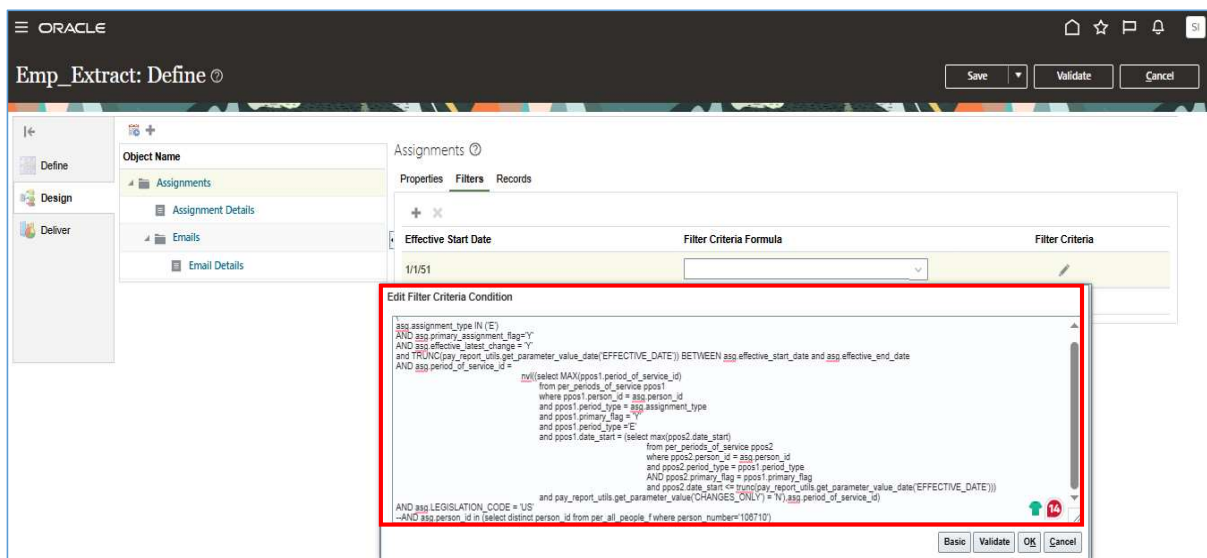 ORACLE
SI
Emp_Extract: Define
Save
Validate
Cancel
Define
Design
Deliver
Object Name
Assignments
Assignment Details
Emails
Email Details
Assignments
Properties Filters Records
Effective Start Date Filter Criteria Formula Filter Criteria
1/1/51
Edit Filter Criteria Condition
(
asg.assignment_type IN ('E')
AND asg.primary_assignment_flag='Y'
AND asg.effective_latest_change = 'Y'
and TRUNC(pay_report_utils.get_parameter_value_date('EFFECTIVE_DATE')) BETWEEN asg.effective_start_date and asg.effective_end_date
AND asg.period_of_service_id =
nvl((select MAX(ppos1.period_of_service_id)
from per_periods_of_service ppos1
where ppos1.person_id = asg.person_id
and ppos1.period_type = asg.assignment_type
and ppos1.primary_flag = 'Y'
and ppos1.period_type ='E'
and ppos1.date_start = (select max(ppos2.date_start)
from per_periods_of_service ppos2
where ppos2.person_id = asg.person_id
and ppos2.period_type = ppos1.period_type
AND ppos2.primary_flag = ppos1.primary_flag
and ppos2.date_start <= trunc(pay_report_utils.get_parameter_value_date('EFFECTIVE_DATE')))
and pay_report_utils.get_parameter_value('CHANGES_ONLY') = 'N'),asg.period_of_service_id)
AND asg.LEGISLATION_CODE = 'US'
--AND asg.person_id in (select distinct person_id from per_all_people_f where person_number='106710')
14
Basic Validate OK Cancel